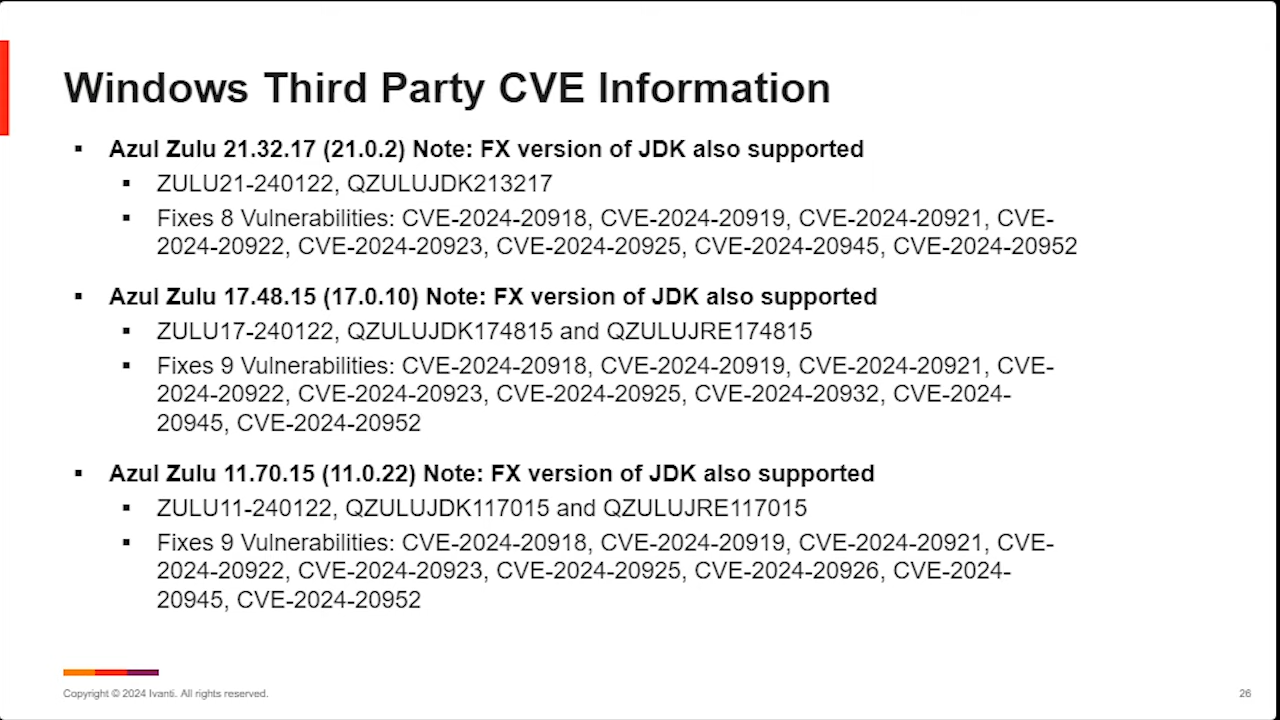 Windows Third Party CVE Information
▪ Azul Zulu 21.32.17 (21.0.2) Note: FX version of JDK also supported
▪ ZULU21-240122, QZULUJDK213217
▪ Fixes 8 Vulnerabilities: CVE-2024-20918, CVE-2024-20919, CVE-2024-20921, CVE-
2024-20922, CVE-2024-20923, CVE-2024-20925, CVE-2024-20945, CVE-2024-20952
▪ Azul Zulu 17.48.15 (17.0.10) Note: FX version of JDK also supported
▪ ZULU17-240122, QZULUJDK174815 and QZULUJRE174815
▪ Fixes 9 Vulnerabilities: CVE-2024-20918, CVE-2024-20919, CVE-2024-20921, CVE-
2024-20922, CVE-2024-20923, CVE-2024-20925, CVE-2024-20932, CVE-2024-
20945, CVE-2024-20952
▪ Azul Zulu 11.70.15 (11.0.22) Note: FX version of JDK also supported
▪ ZULU11-240122, QZULUJDK117015 and QZULUJRE117015
▪ Fixes 9 Vulnerabilities: CVE-2024-20918, CVE-2024-20919, CVE-2024-20921, CVE-
2024-20922, CVE-2024-20923, CVE-2024-20925, CVE-2024-20926, CVE-2024-
20945, CVE-2024-20952
Copyright © 2024 Ivanti. All rights reserved.
26